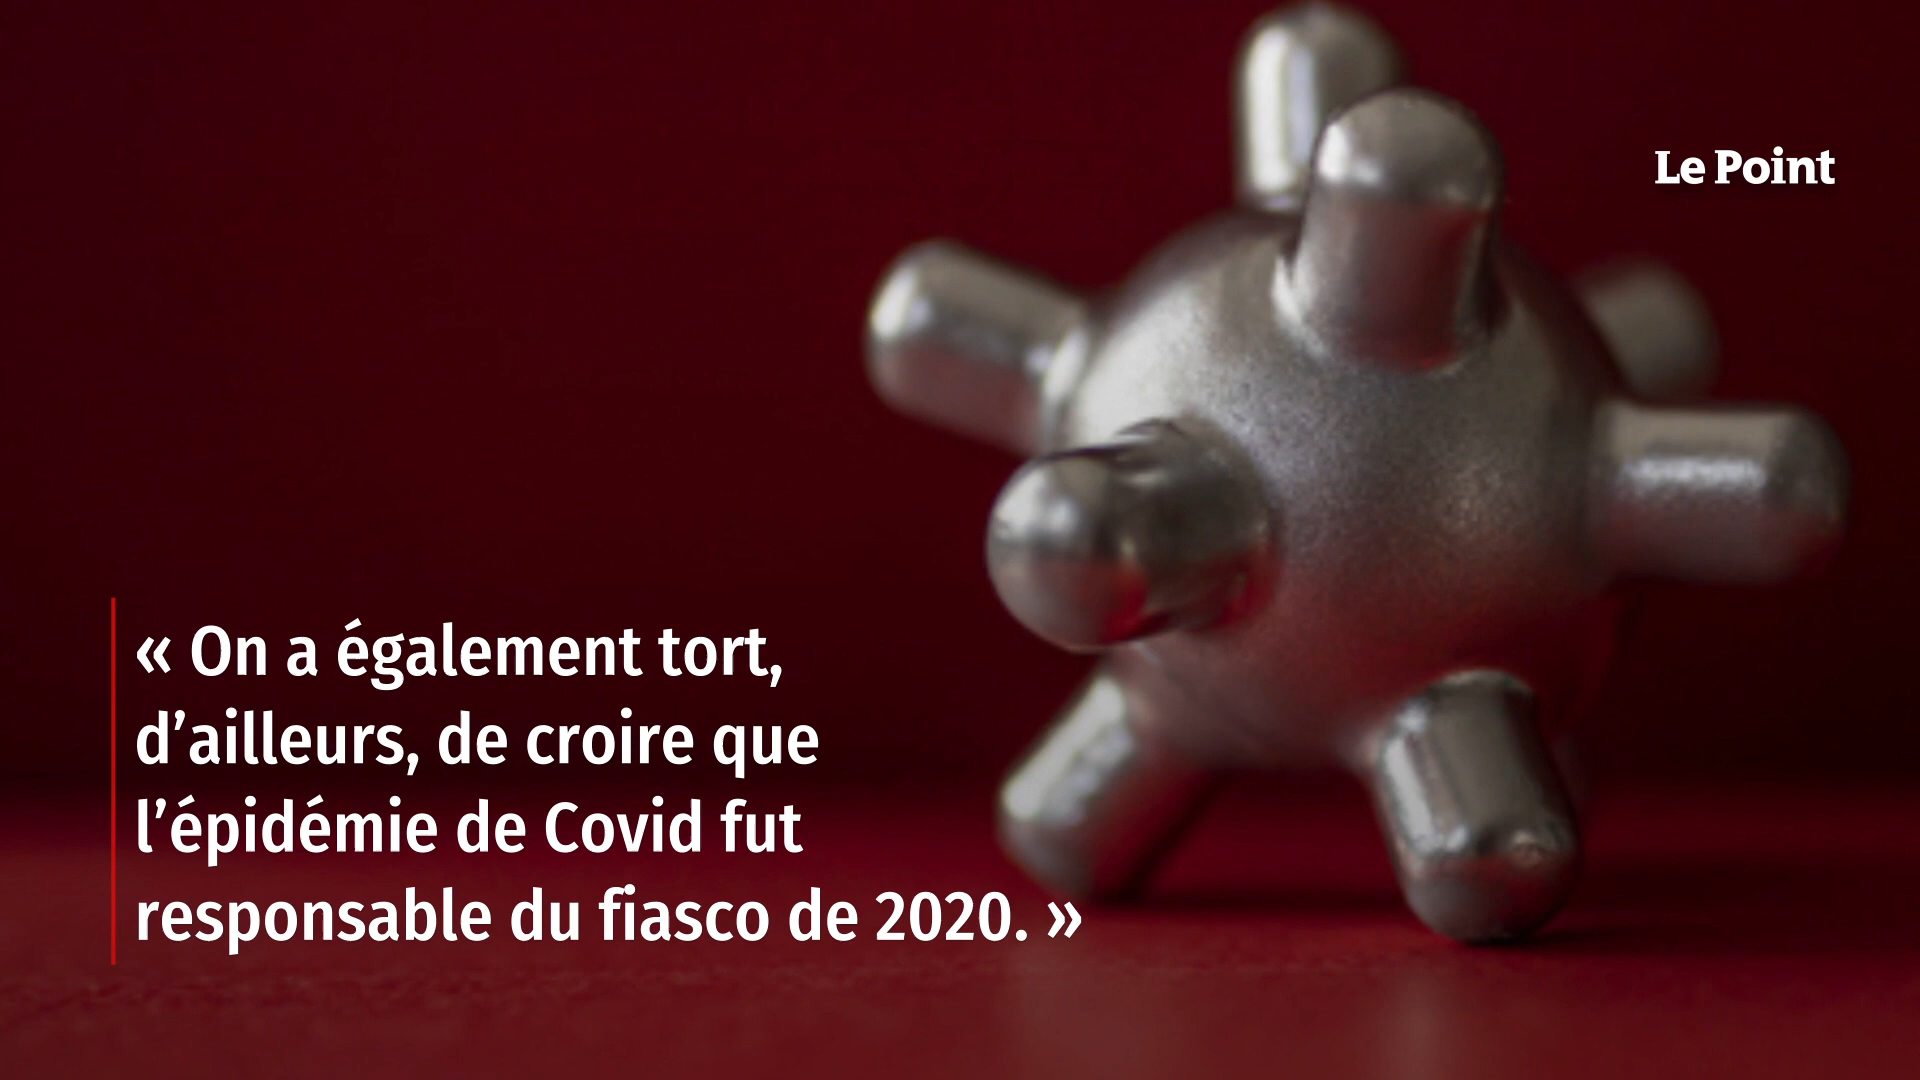 Le Point
« On a également tort,
d’ailleurs, de croire que
l’épidémie de Covid fut
responsable du fiasco de 2020. »